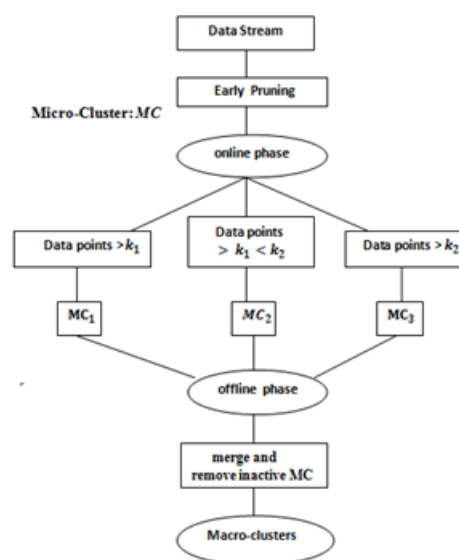 Data Stream
Early Pruning
Micro-Cluster: MC
online phase
Data points >k₁
Data points
> k₁ < k₂
Data points >k₂
MC₁
MC₂
MC₃
offline phase
merge and
remove inactive MC
Macro-clusters